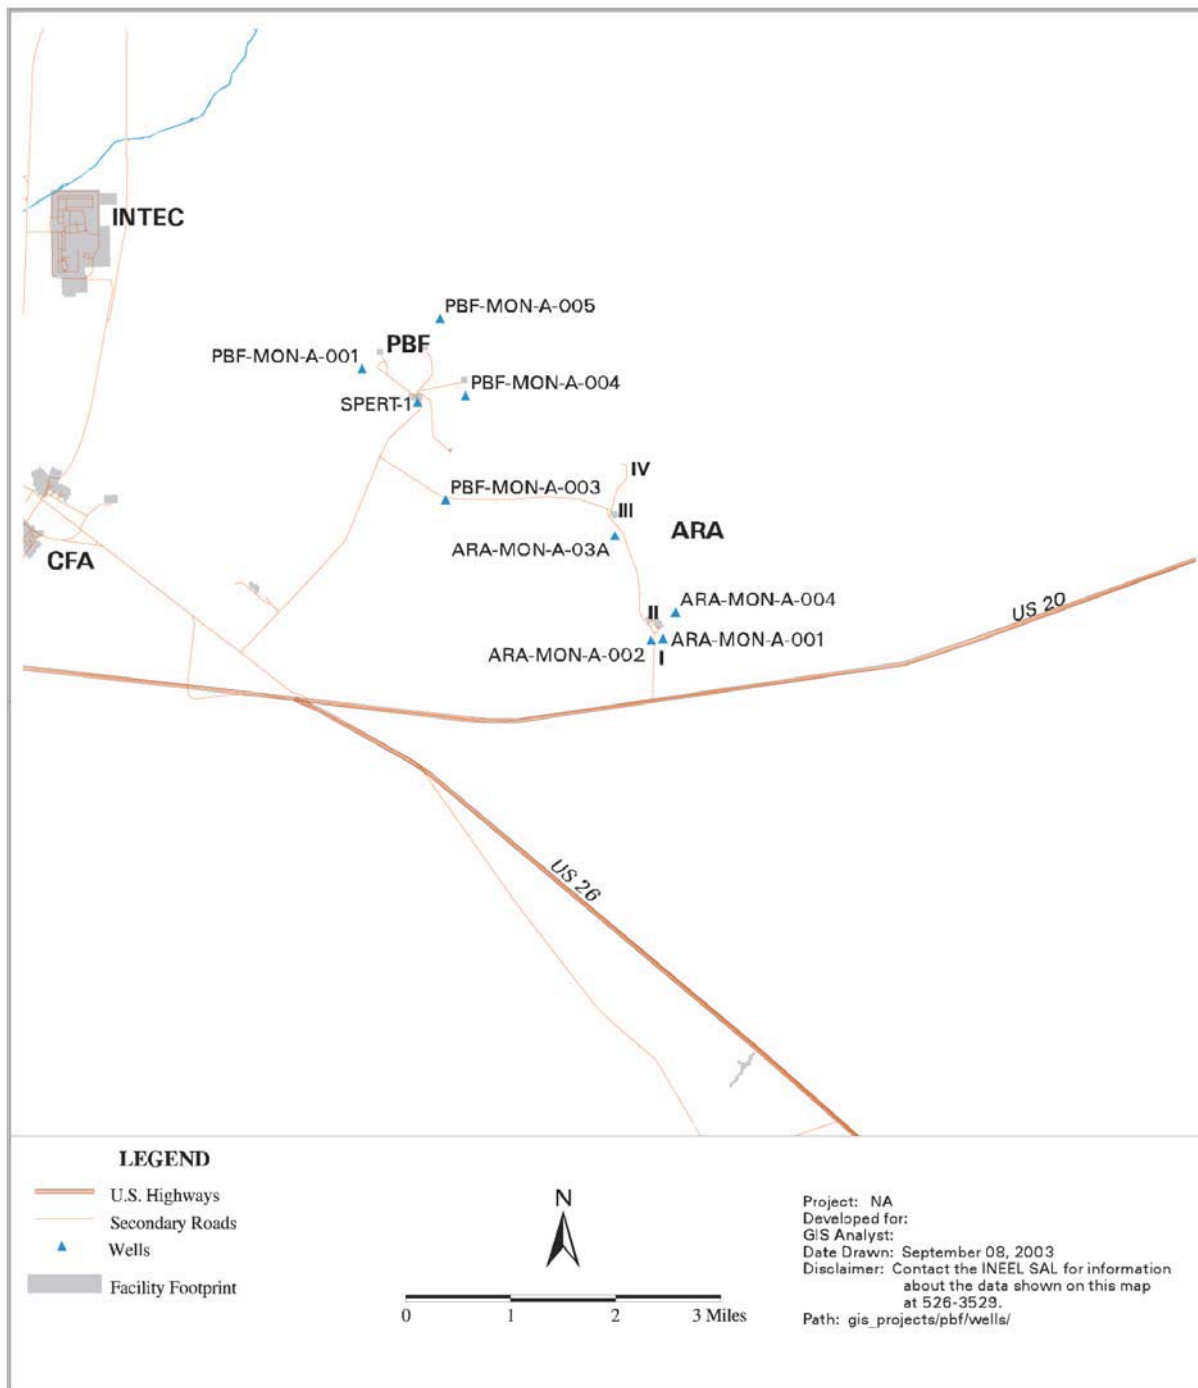 INTEC
PBF-MON-A-005
PBF
PBF-MON-A-001
PBF-MON-A-004
SPERT-1
IV
PBF-MON-A-003
III
ARA
ARA-MON-A-03A
CFA
ARA-MON-A-004
US 20
II
ARA-MON-A-001
ARA-MON-A-002
I
US 26
LEGEND
U.S. Highways
Secondary Roads
Wells
Facility Footprint
N
0 1 2 3 Miles
Project: NA
Developed for:
GIS Analyst:
Date Drawn: September 08, 2003
Disclaimer: Contact the INEEL SAL for information
about the data shown on this map
at 526-3529.
Path: gis_projects/pbf/wells/